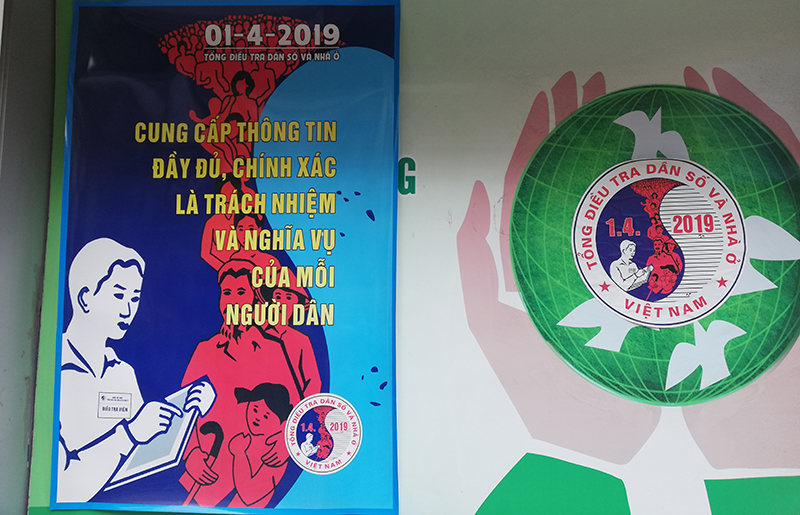 01-4-2019
TỔNG ĐIỀU TRA DÂN SỐ VÀ NHÀ Ở
CUNG CẤP THÔNG TIN
ĐẦY ĐỦ, CHÍNH XÁC
LÀ TRÁCH NHIỆM
VÀ NGHĨA VỤ
CỦA MỖI
NGƯỜI DÂN
ĐIỀU TRA VIÊN
TỔNG ĐIỀU TRA DÂN SỐ VÀ NHÀ Ở
1.4. 2019
VIỆT NAM
G
TỔNG ĐIỀU TRA DÂN SỐ VÀ NHÀ Ở
1.4. 2019
VIỆT NAM